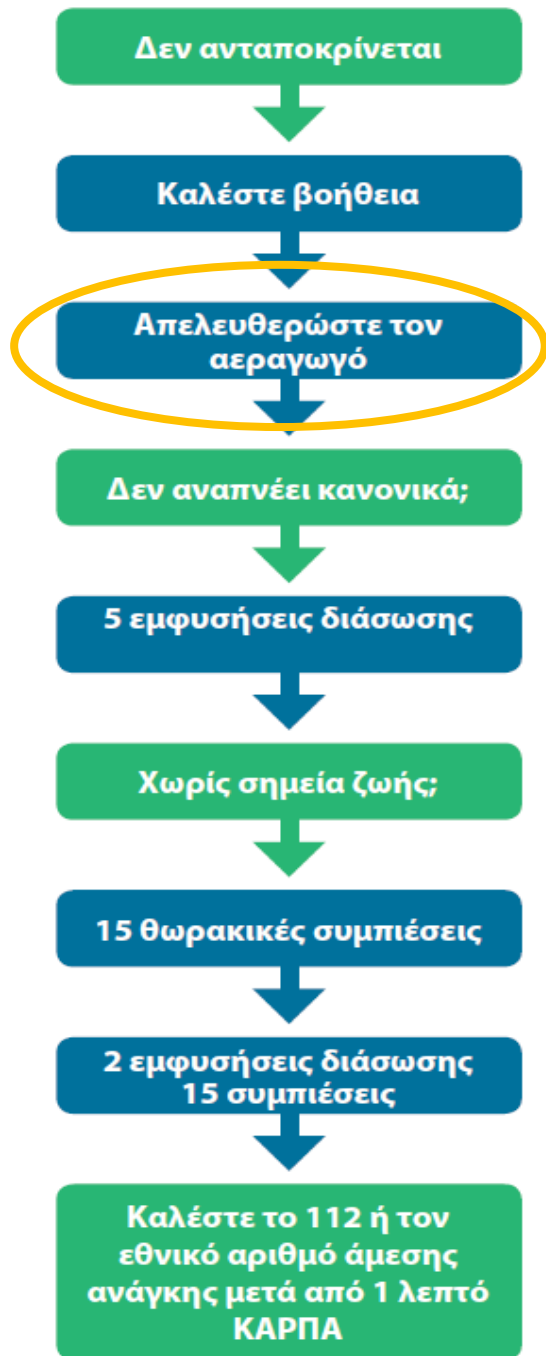 Δεν ανταποκρίνεται
Καλέστε βοήθεια
Απελευθερώστε τον
αεραγωγό
Δεν αναπνέει κανονικά;
5 εμφυσήσεις διάσωσης
Χωρίς σημεία ζωής;
15 θωρακικές συμπιέσεις
2 εμφυσήσεις διάσωσης
15 συμπιέσεις
Καλέστε το 112 ή τον
εθνικό αριθμό άμεσης
ανάγκης μετά από 1 λεπτό
ΚΑΡΠΑ